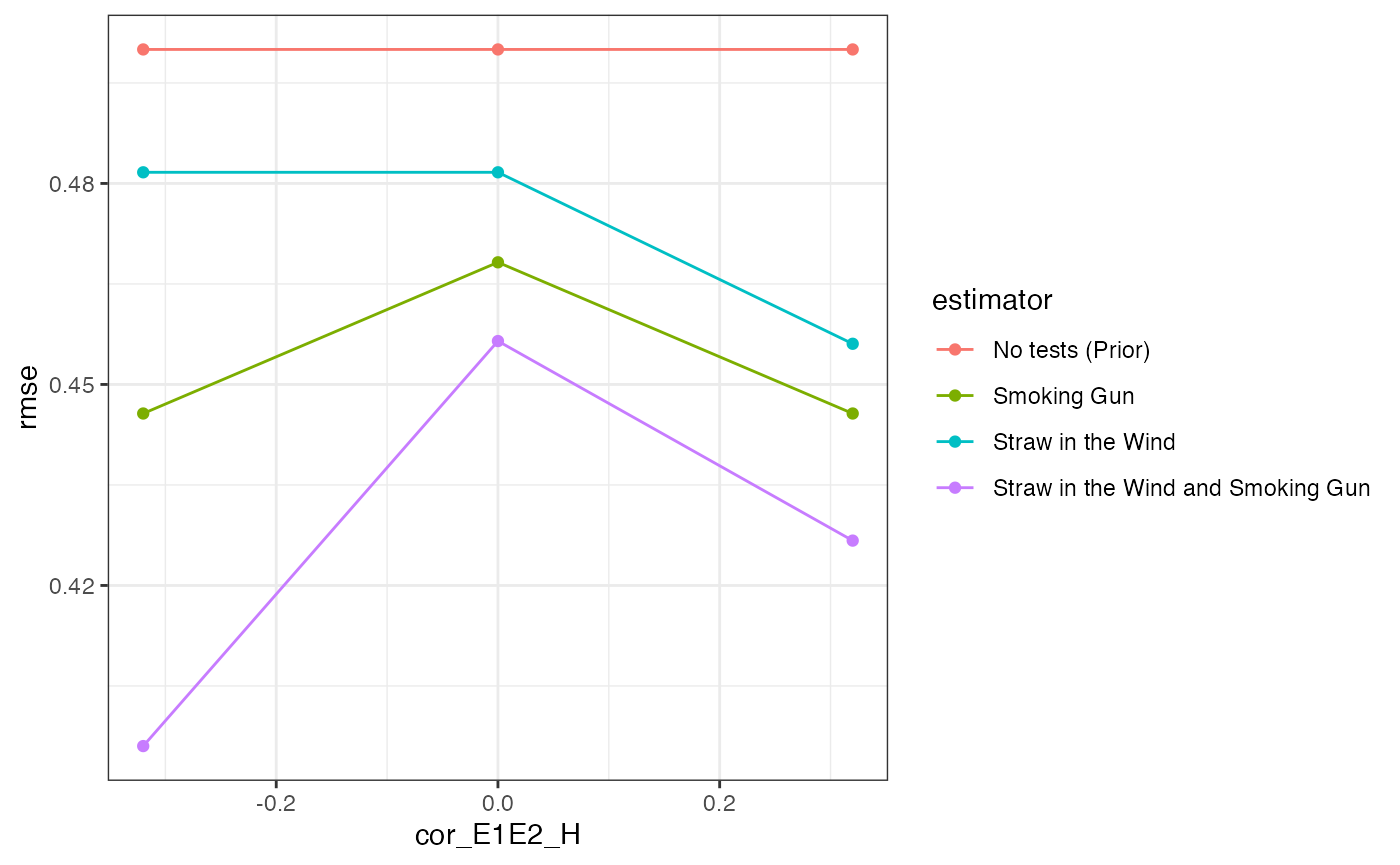 rmse
0.48
0.45
0.42
-0.2
0.0
0.2
cor_E1E2_H
estimator
No tests (Prior)
Smoking Gun
Straw in the Wind
Straw in the Wind and Smoking Gun